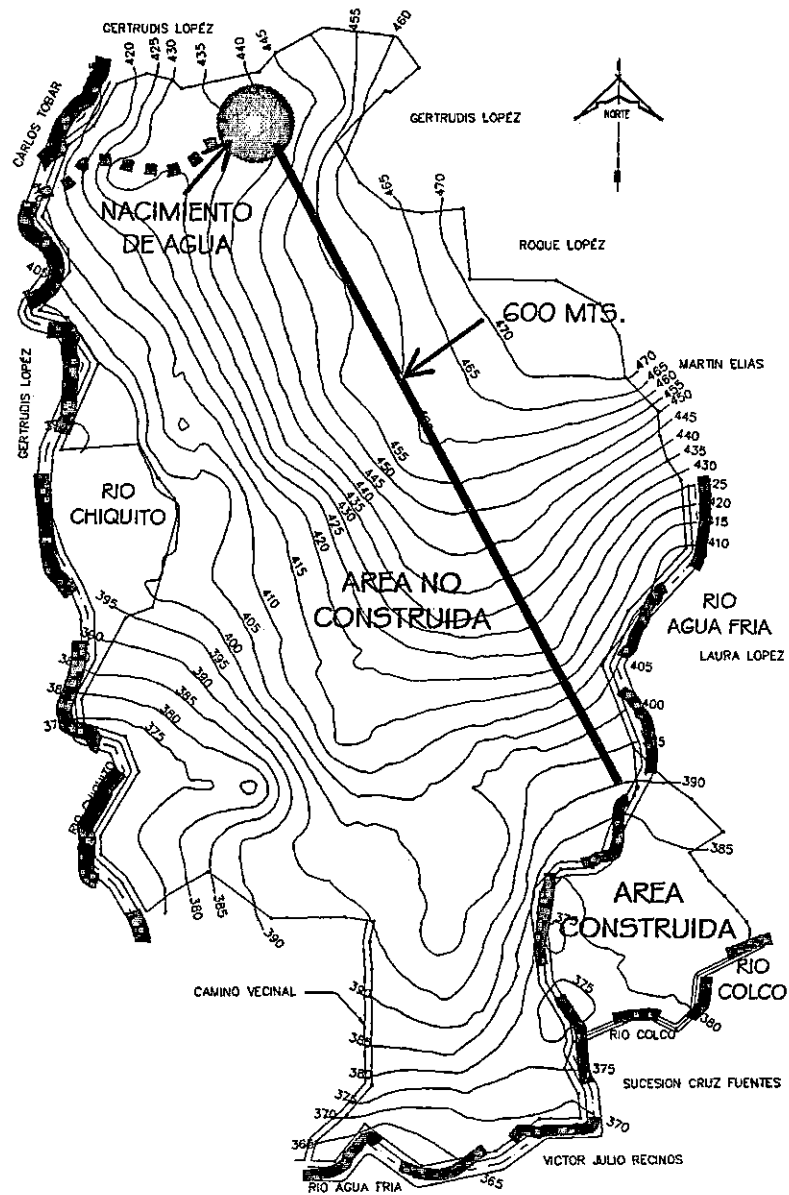 GERTRUDIS LOPÉZ
420
425
430
435
440
445
455
460
CARLOS TOBAR
GERTRUDIS LOPÉZ
NORTE
465
470
NACIMIENTO
DE AGUA
ROQUE LOPÉZ
405
600 MTS.
470
465
GERTRUDIS LOPÉZ
470
465
460
455
450
MARTIN ELIAS
445
440
435
430
425
420
415
410
455
450
445
440
435
430
425
420
415
410
405
400
395
RIO
CHIQUITO
AREA NO
CONSTRUIDA
RIO
AGUA FRIA
LAURA LOPEZ
395
390
380
385
380
375
405
400
390
385
RIO CHIQUITO
AREA
CONSTRUIDA
375
RIO
COLCO
380
385
390
CAMINO VECINAL
390
385
380
375
370
375
RIO COLCO
380
375
SUCESION CRUZ FUENTES
370
VICTOR JULIO RECINOS
365
RIO AGUA FRIA